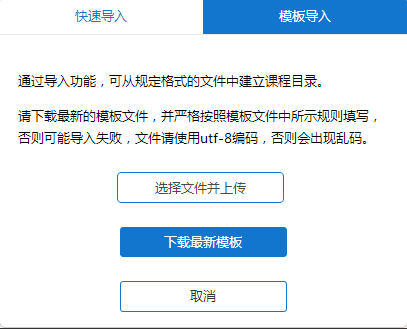 快速导入
模板导入
通过导入功能，可从规定格式的文件中建立课程目录。
请下载最新的模板文件，并严格按照模板文件中所示规则填写，
否则可能导入失败，文件请使用utf-8编码，否则会出现乱码。
选择文件并上传
下载最新模板
取消